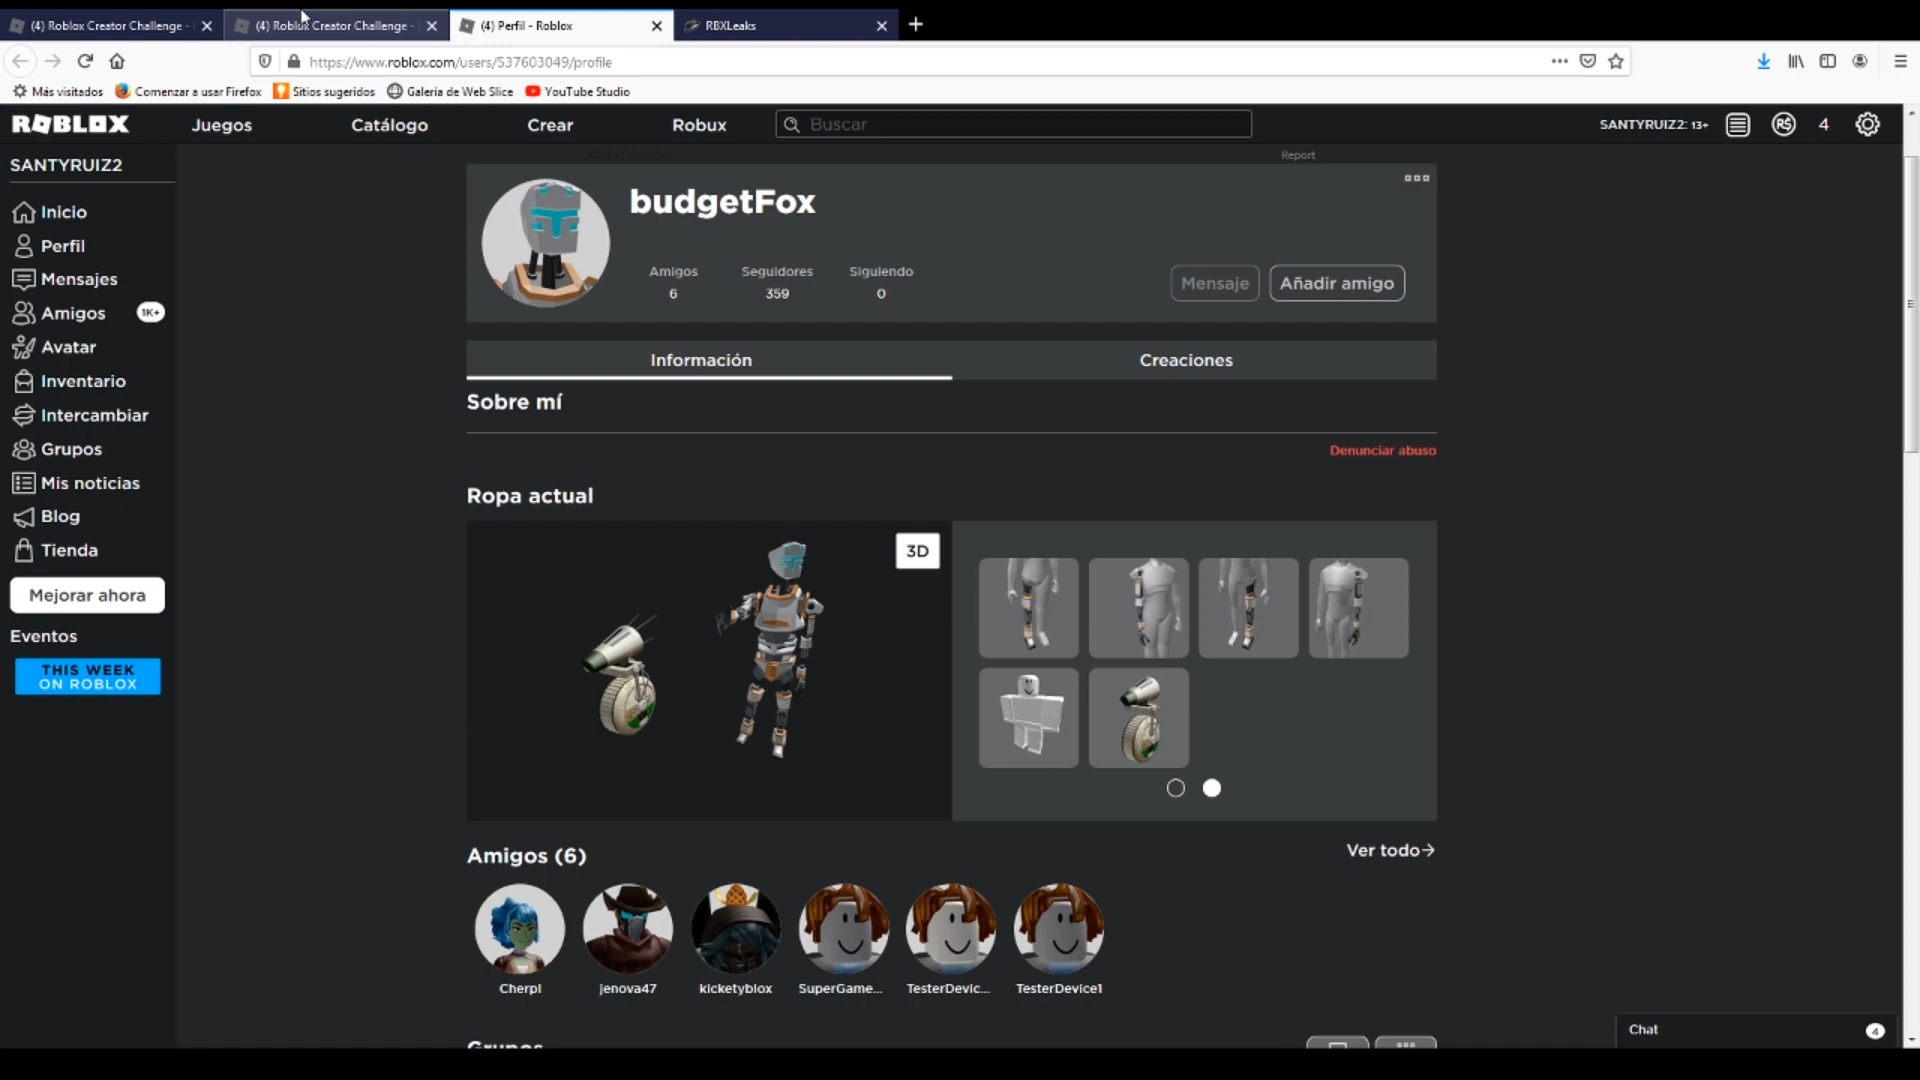 (4) Roblox Creator Challenge -
(4) Roblox Creator Challenge -
(4) Perfil - Roblox
RBXLeaks
https://www.roblox.com/users/537603049/profile
Más visitados
Comenzar a usar Firefox
Sitios sugeridos
Galería de Web Slice
YouTube Studio
ROBLOX
Juegos
Catálogo
Crear
Robux
Buscar
SANTYRUIZ2: 13+
4
SANTYRUIZ2
Inicio
Perfil
Mensajes
Amigos
1K+
Avatar
Inventario
Intercambiar
Grupos
Mis noticias
Blog
Tienda
Mejorar ahora
Eventos
THIS WEEK
ON ROBLOX
Report
budgetFox
Amigos
6
Seguidores
359
Siguiendo
0
Mensaje
Añadir amigo
Información
Creaciones
Sobre mí
Denunciar abuso
Ropa actual
3D
Amigos (6)
Ver todo
Cherpl
jenova47
kicketyblox
SuperGame...
TesterDevic...
TesterDevice1
Grupos
Chat
4